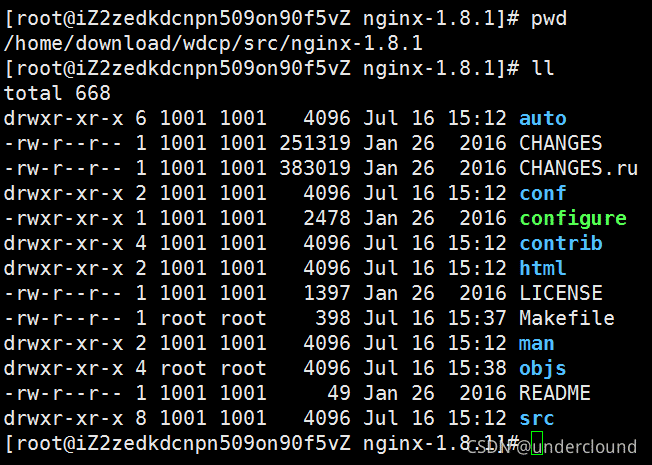 [root@iZ2zedkdcnpn509on90f5vZ nginx-1.8.1]# pwd
/home/download/wdcp/src/nginx-1.8.1
[root@iZ2zedkdcnpn509on90f5vZ nginx-1.8.1]# ll
total 668
drwxr-xr-x 6 1001 1001   4096 Jul 16 15:12 auto
-rw-r--r-- 1 1001 1001 251319 Jan 26  2016 CHANGES
-rw-r--r-- 1 1001 1001 383019 Jan 26  2016 CHANGES.ru
drwxr-xr-x 2 1001 1001   4096 Jul 16 15:12 conf
-rwxr-xr-x 1 1001 1001   2478 Jan 26  2016 configure
drwxr-xr-x 4 1001 1001   4096 Jul 16 15:12 contrib
drwxr-xr-x 2 1001 1001   4096 Jul 16 15:12 html
-rw-r--r-- 1 1001 1001   1397 Jan 26  2016 LICENSE
-rw-r--r-- 1 root root    398 Jul 16 15:37 Makefile
drwxr-xr-x 2 1001 1001   4096 Jul 16 15:12 man
drwxr-xr-x 4 root root   4096 Jul 16 15:38 objs
-rw-r--r-- 1 1001 1001     49 Jan 26  2016 README
drwxr-xr-x 8 1001 1001   4096 Jul 16 15:12 src
[root@iZ2zedkdcnpn509on90f5vZ nginx-1.8.1]#
CSDN @underclound